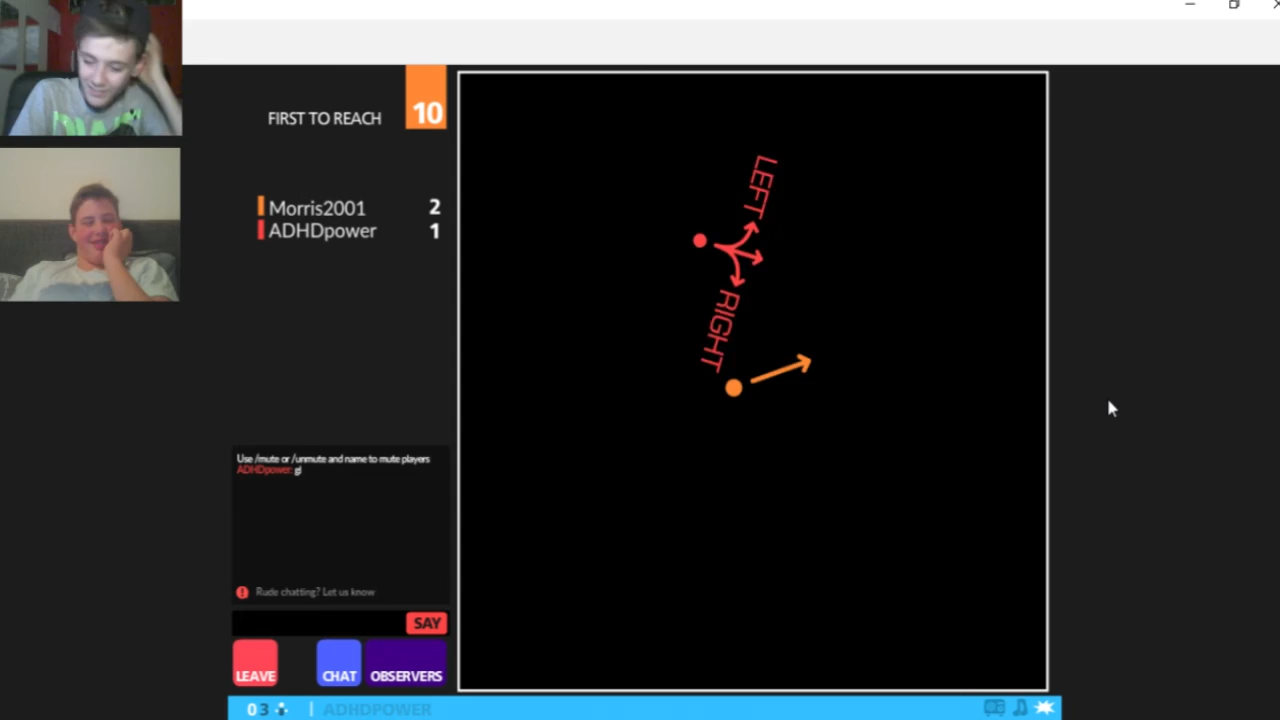 FIRST TO REACH 10
Morris2001 2
ADHDpower 1
LEFT
RIGHT
Use /mute or /unmute and name to mute players
ADHDpower: gl
Rude chatting? Let us know
SAY
LEAVE CHAT OBSERVERS
03 ADHDPOWER